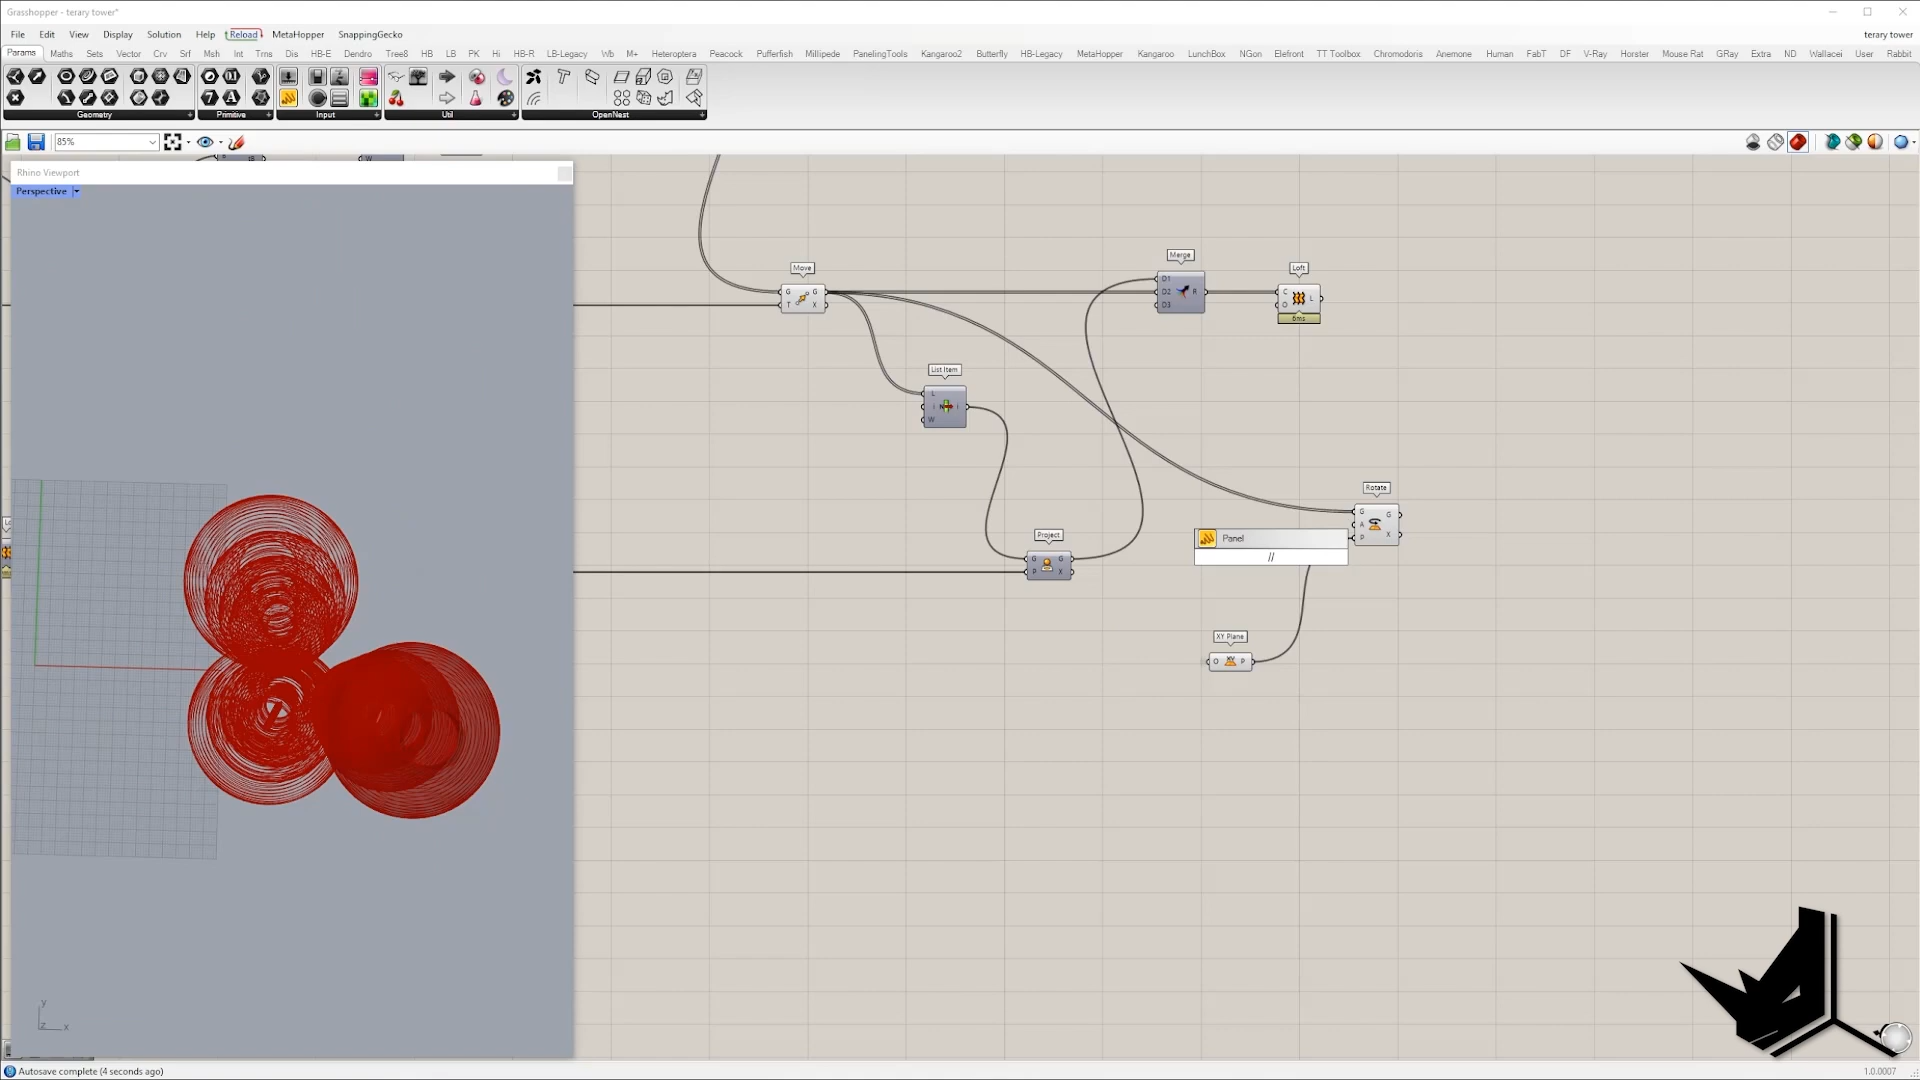 Grasshopper - terary tower*
File Edit View Display Solution Help Reload MetaHopper SnappingGecko
terary tower
Params Maths Sets Vector Crv Srf Msh Int Trns Dis HB-E Dendro Tree8 HB LB PK Hi HB-R LB-Legacy Wb M+ Heteroptera Peacock Pufferfish Millipede PanelingTools Kangaroo2 Butterfly HB-Legacy MetaHopper Kangaroo LunchBox NGon Elefront TT Toolbox Chromodoris Anemone Human FabT DF V-Ray Horster Mouse Rat GRay Extra ND Wallacei User Rabbit
Geometry Primitive Input Util OpenNest
85%
Rhino Viewport
Perspective
Merge
D1
D2 R
D3
Move
G G
T X
Loft
C L
O
6ms
List Item
L
i i
W
Rotate
G G
A X
P
Project
G G
P X
Panel
//
XY Plane
O P
y
z x
Autosave complete (4 seconds ago)
1.0.0007